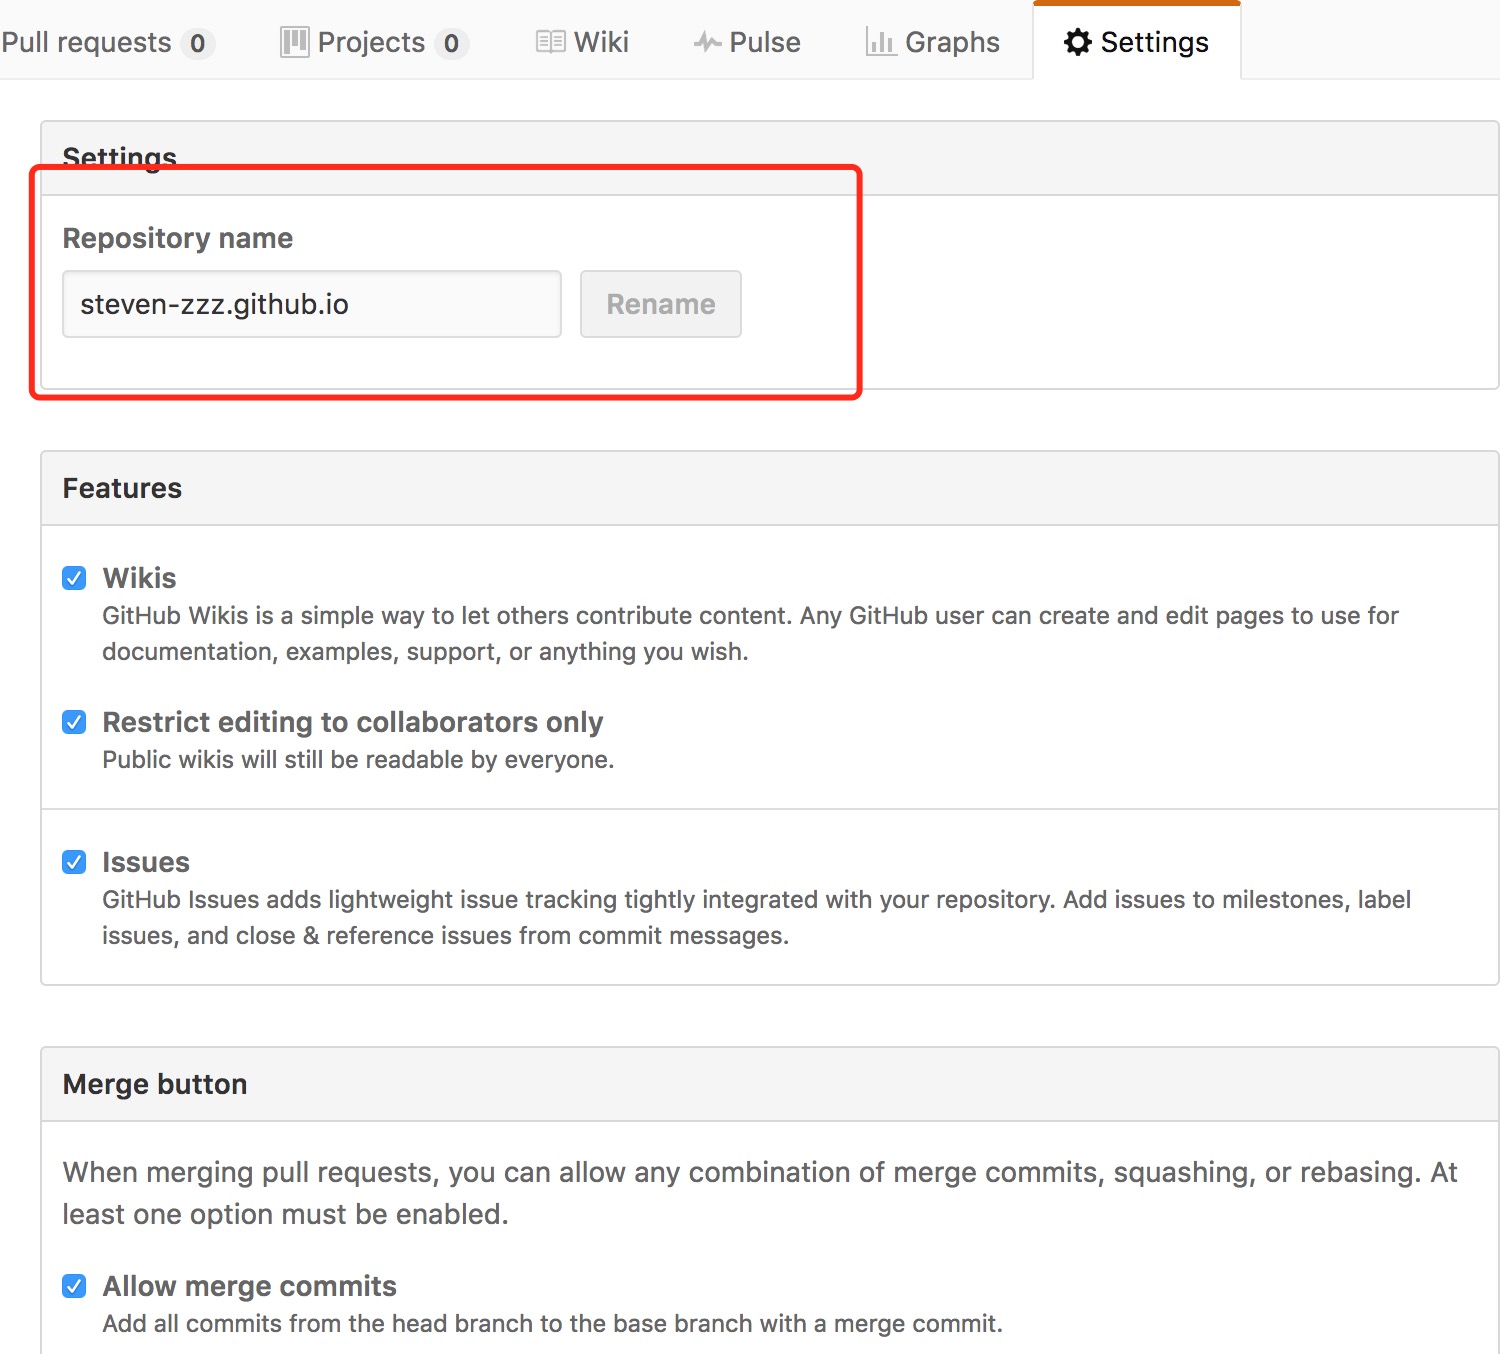 Pull requests 0 Projects 0 Wiki Pulse Graphs Settings
Settings
Repository name
steven-zzz.github.io Rename
Features
Wikis
GitHub Wikis is a simple way to let others contribute content. Any GitHub user can create and edit pages to use for
documentation, examples, support, or anything you wish.
Restrict editing to collaborators only
Public wikis will still be readable by everyone.
Issues
GitHub Issues adds lightweight issue tracking tightly integrated with your repository. Add issues to milestones, label
issues, and close & reference issues from commit messages.
Merge button
When merging pull requests, you can allow any combination of merge commits, squashing, or rebasing. At
least one option must be enabled.
Allow merge commits
Add all commits from the head branch to the base branch with a merge commit.